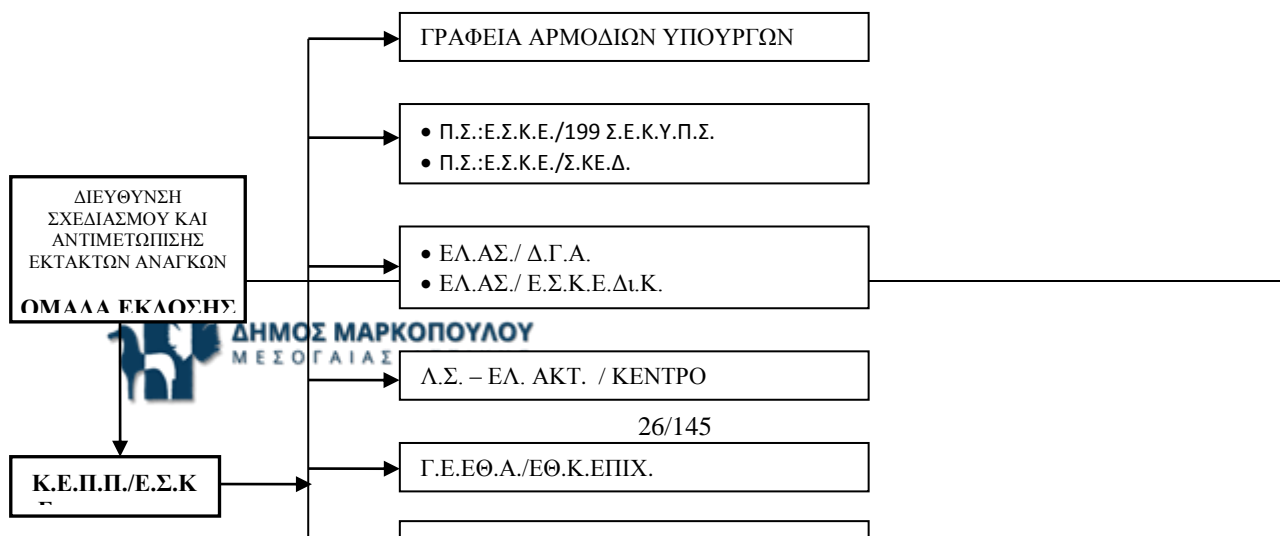 ΓΡΑΦΕΙΑ ΑΡΜΟΔΙΩΝ ΥΠΟΥΡΓΩΝ
• Π.Σ.:Ε.Σ.Κ.Ε./199 Σ.Ε.Κ.Υ.Π.Σ.
• Π.Σ.:Ε.Σ.Κ.Ε./Σ.ΚΕ.Δ.
ΔΙΕΥΘΥΝΣΗ
ΣΧΕΔΙΑΣΜΟΥ ΚΑΙ
ΑΝΤΙΜΕΤΩΠΙΣΗΣ
ΕΚΤΑΚΤΩΝ ΑΝΑΓΚΩΝ
ΟΜΑΔΑ ΕΚΔΟΣΗΣ
• ΕΛ.ΑΣ./ Δ.Γ.Α.
• ΕΛ.ΑΣ./ Ε.Σ.Κ.Ε.Δι.Κ.
ΔΗΜΟΣ ΜΑΡΚΟΠΟΥΛΟΥ
ΜΕΣΟΓΑΙΑΣ
Λ.Σ. – ΕΛ. ΑΚΤ. / ΚΕΝΤΡΟ
26/145
Κ.Ε.Π.Π./Ε.Σ.Κ
Γ.Ε.ΕΘ.Α./ΕΘ.Κ.ΕΠΙΧ.